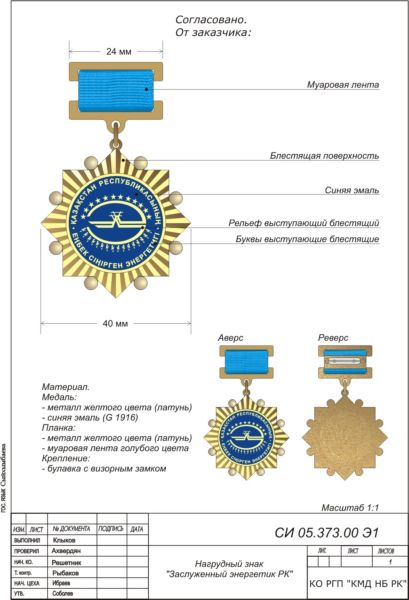 Согласовано.
От заказчика:
24 мм
Муаровая лента
Блестящая поверхность
Синяя эмаль
Рельеф выступающий блестящий
Буквы выступающие блестящие
ҚАЗАҚСТАН РЕСПУБЛИКАСЫНЫҢ
ЕҢБЕК СІҢІРГЕН ЭНЕРГЕТИГІ
40 мм
Аверс
Реверс
Материал.
Медаль:
- металл желтого цвета (латунь)
- синяя эмаль (G 1916)
Планка:
- металл желтого цвета (латунь)
- муаровая лента голубого цвета
Крепление:
- булавка с визорным замком
Масштаб 1:1
ИЗМ. ЛИСТ № ДОКУМЕНТА ПОДПИСЬ ДАТА
ВЫПОЛНИЛ Клыков
ПРОВЕРИЛ Ахвердян
НАЧ. КО. Решетник
Т. контр. Рыбаков
НАЧ. ЦЕХА Ибраев
УТВ. Соболев
СИ 05.373.00 Э1
Нагрудный знак
"Заслуженный энергетик РК"
ЛИТ. ЛИСТ ЛИСТОВ
1
КО РГП "КМД НБ РК"